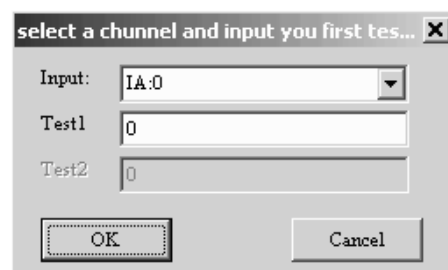 select a chunnel and input you first tes...
Input: IA:0
Test1 0
Test2 0
OK Cancel